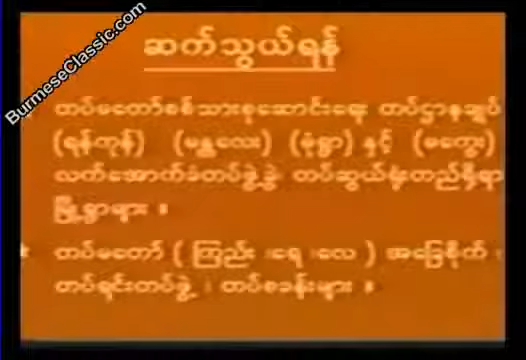 BurmeseClassic.com
ဆက်သွယ်ရန်
တပ်မတော်စစ်သားစုဆောင်းရေး တပ်ဌာနချုပ်
(ရန်ကုန်) (မန္တလေး) (မုံရွာ) နှင့် (မကွေး)
လက်အောက်ခံတပ်ဖွဲ့ခွဲ၊ တပ်ဆွယ်ရုံးတည်ရှိရာ
မြို့ရွာများ ။
တပ်မတော် ( ကြည်း ၊ရေ ၊လေ ) အခြေစိုက် ၊
တပ်ရင်းတပ်ဖွဲ့ ၊ တပ်စခန်းများ ။